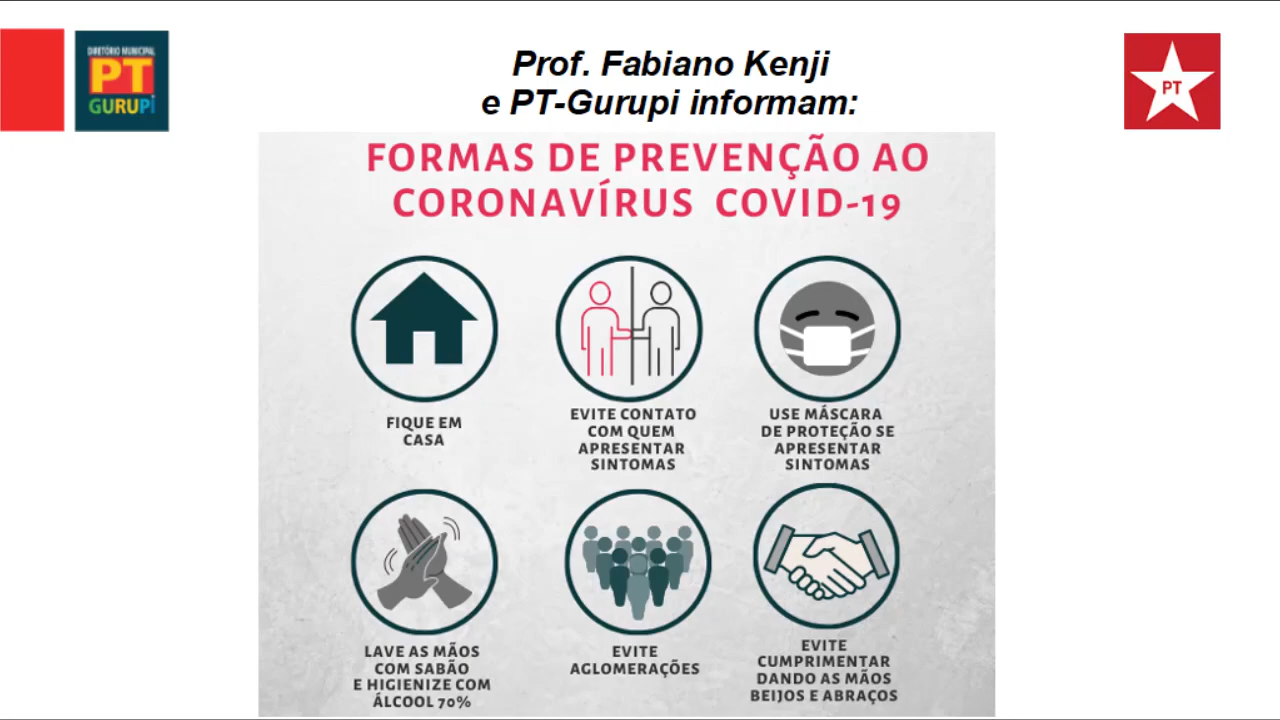 DIRETÓRIO MUNICIPAL
PT
GURUPI
Prof. Fabiano Kenji
e PT-Gurupi informam:
PT
FORMAS DE PREVENÇÃO AO
CORONAVÍRUS COVID-19
FIQUE EM
CASA
EVITE CONTATO
COM QUEM
APRESENTAR
SINTOMAS
USE MÁSCARA
DE PROTEÇÃO SE
APRESENTAR
SINTOMAS
LAVE AS MÃOS
COM SABÃO
E HIGIENIZE COM
ÁLCOOL 70%
EVITE
AGLOMERAÇÕES
EVITE
CUMPRIMENTAR
DANDO AS MÃOS
BEIJOS E ABRAÇOS